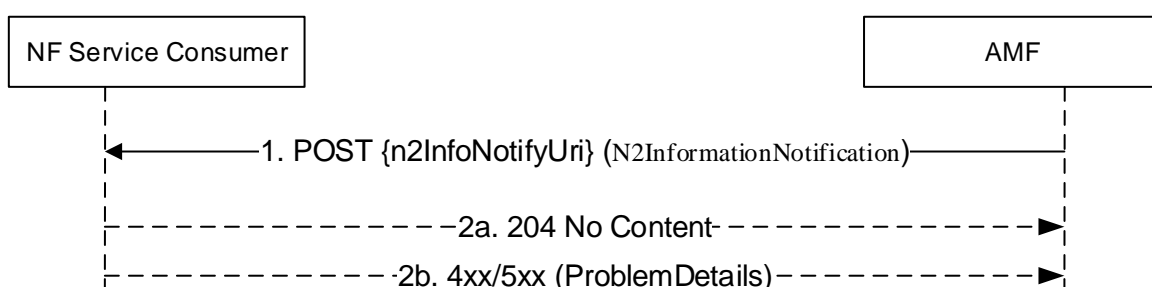 NF Service Consumer
AMF
1. POST {n2InfoNotifyUri} (N2InformationNotification)
2a. 204 No Content
2b. 4xx/5xx (ProblemDetails)